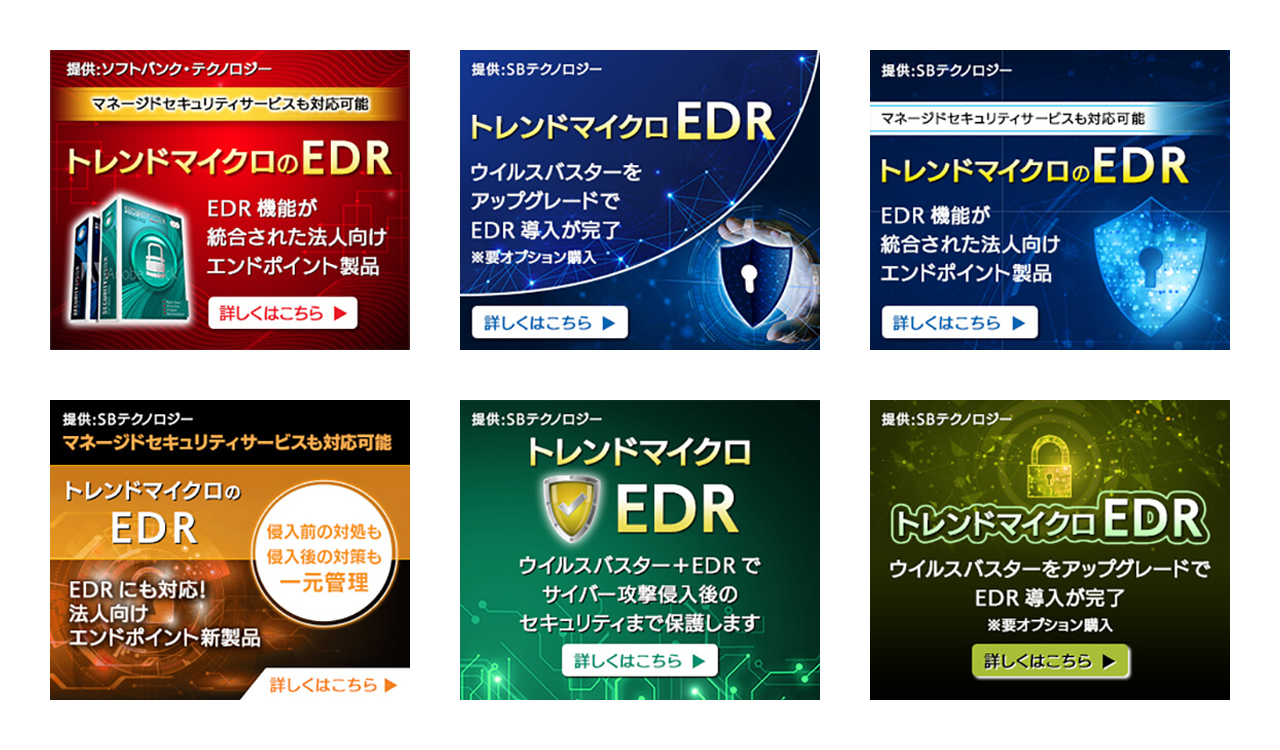 提供:ソフトバンク・テクノロジー
マネージドセキュリティサービスも対応可能
トレンドマイクロのEDR
EDR 機能が
統合された法人向け
エンドポイント製品
詳しくはこちら ▶
提供:SBテクノロジー
トレンドマイクロ EDR
ウイルスバスターを
アップグレードで
EDR 導入が完了
※要オプション購入
詳しくはこちら ▶
提供:SBテクノロジー
マネージドセキュリティサービスも対応可能
トレンドマイクロのEDR
EDR 機能が
統合された法人向け
エンドポイント製品
詳しくはこちら ▶
提供:SBテクノロジー
マネージドセキュリティサービスも対応可能
トレンドマイクロの
EDR
侵入前の対処も
侵入後の対策も
一元管理
EDR にも対応!
法人向け
エンドポイント新製品
詳しくはこちら ▶
提供:SBテクノロジー
トレンドマイクロ
EDR
ウイルスバスター＋EDR で
サイバー攻撃侵入後の
セキュリティまで保護します
詳しくはこちら ▶
提供:SBテクノロジー
トレンドマイクロ EDR
ウイルスバスターをアップグレードで
EDR 導入が完了
※要オプション購入
詳しくはこちら ▶